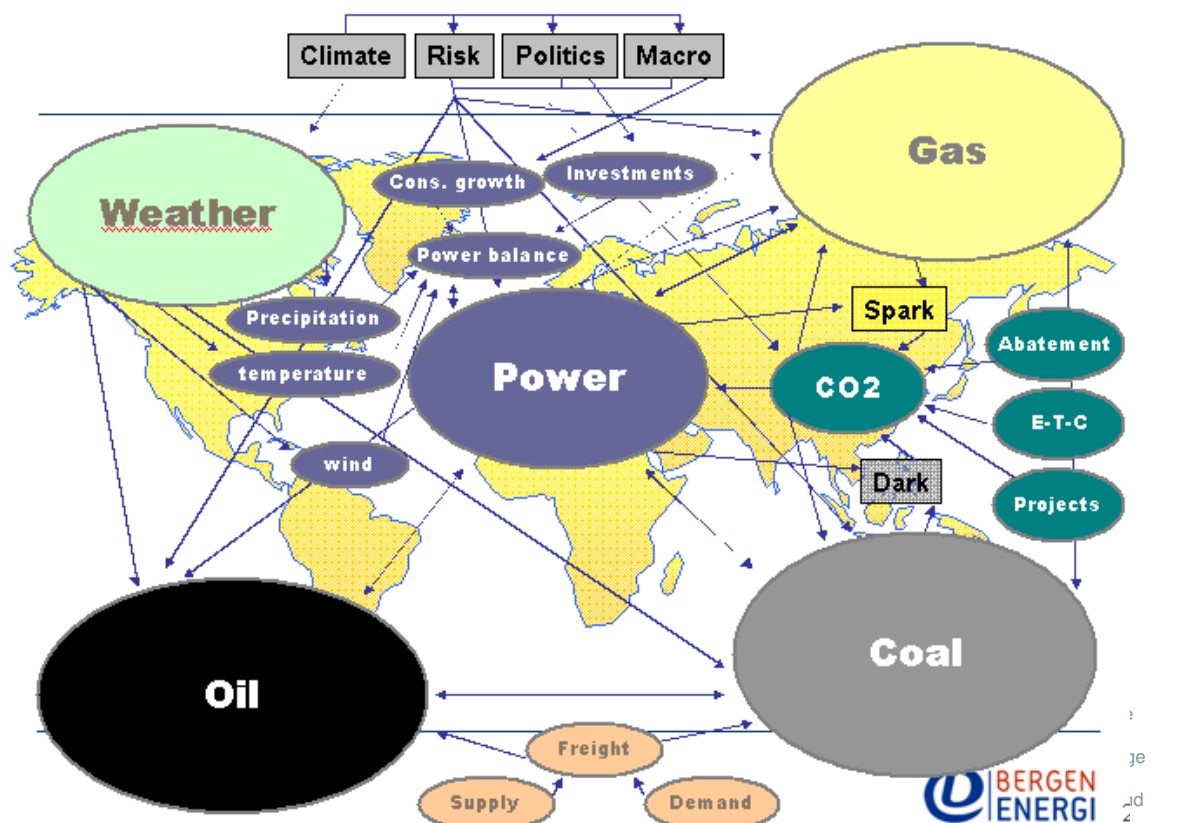 Climate
Risk
Politics
Macro
Gas
Weather
Cons. growth
Investments
Power balance
Precipitation
Spark
Abatement
temperature
Power
CO2
E-T-C
wind
Dark
Projects
Coal
Oil
Freight
Supply
Demand
BERGEN
ENERGI